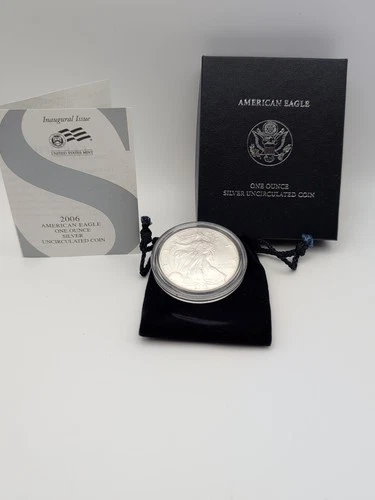 Inaugural Issue
UNITED STATES MINT
2006
AMERICAN EAGLE
ONE OUNCE
SILVER
UNCIRCULATED COIN
AMERICAN EAGLE
ONE OUNCE
SILVER UNCIRCULATED COIN